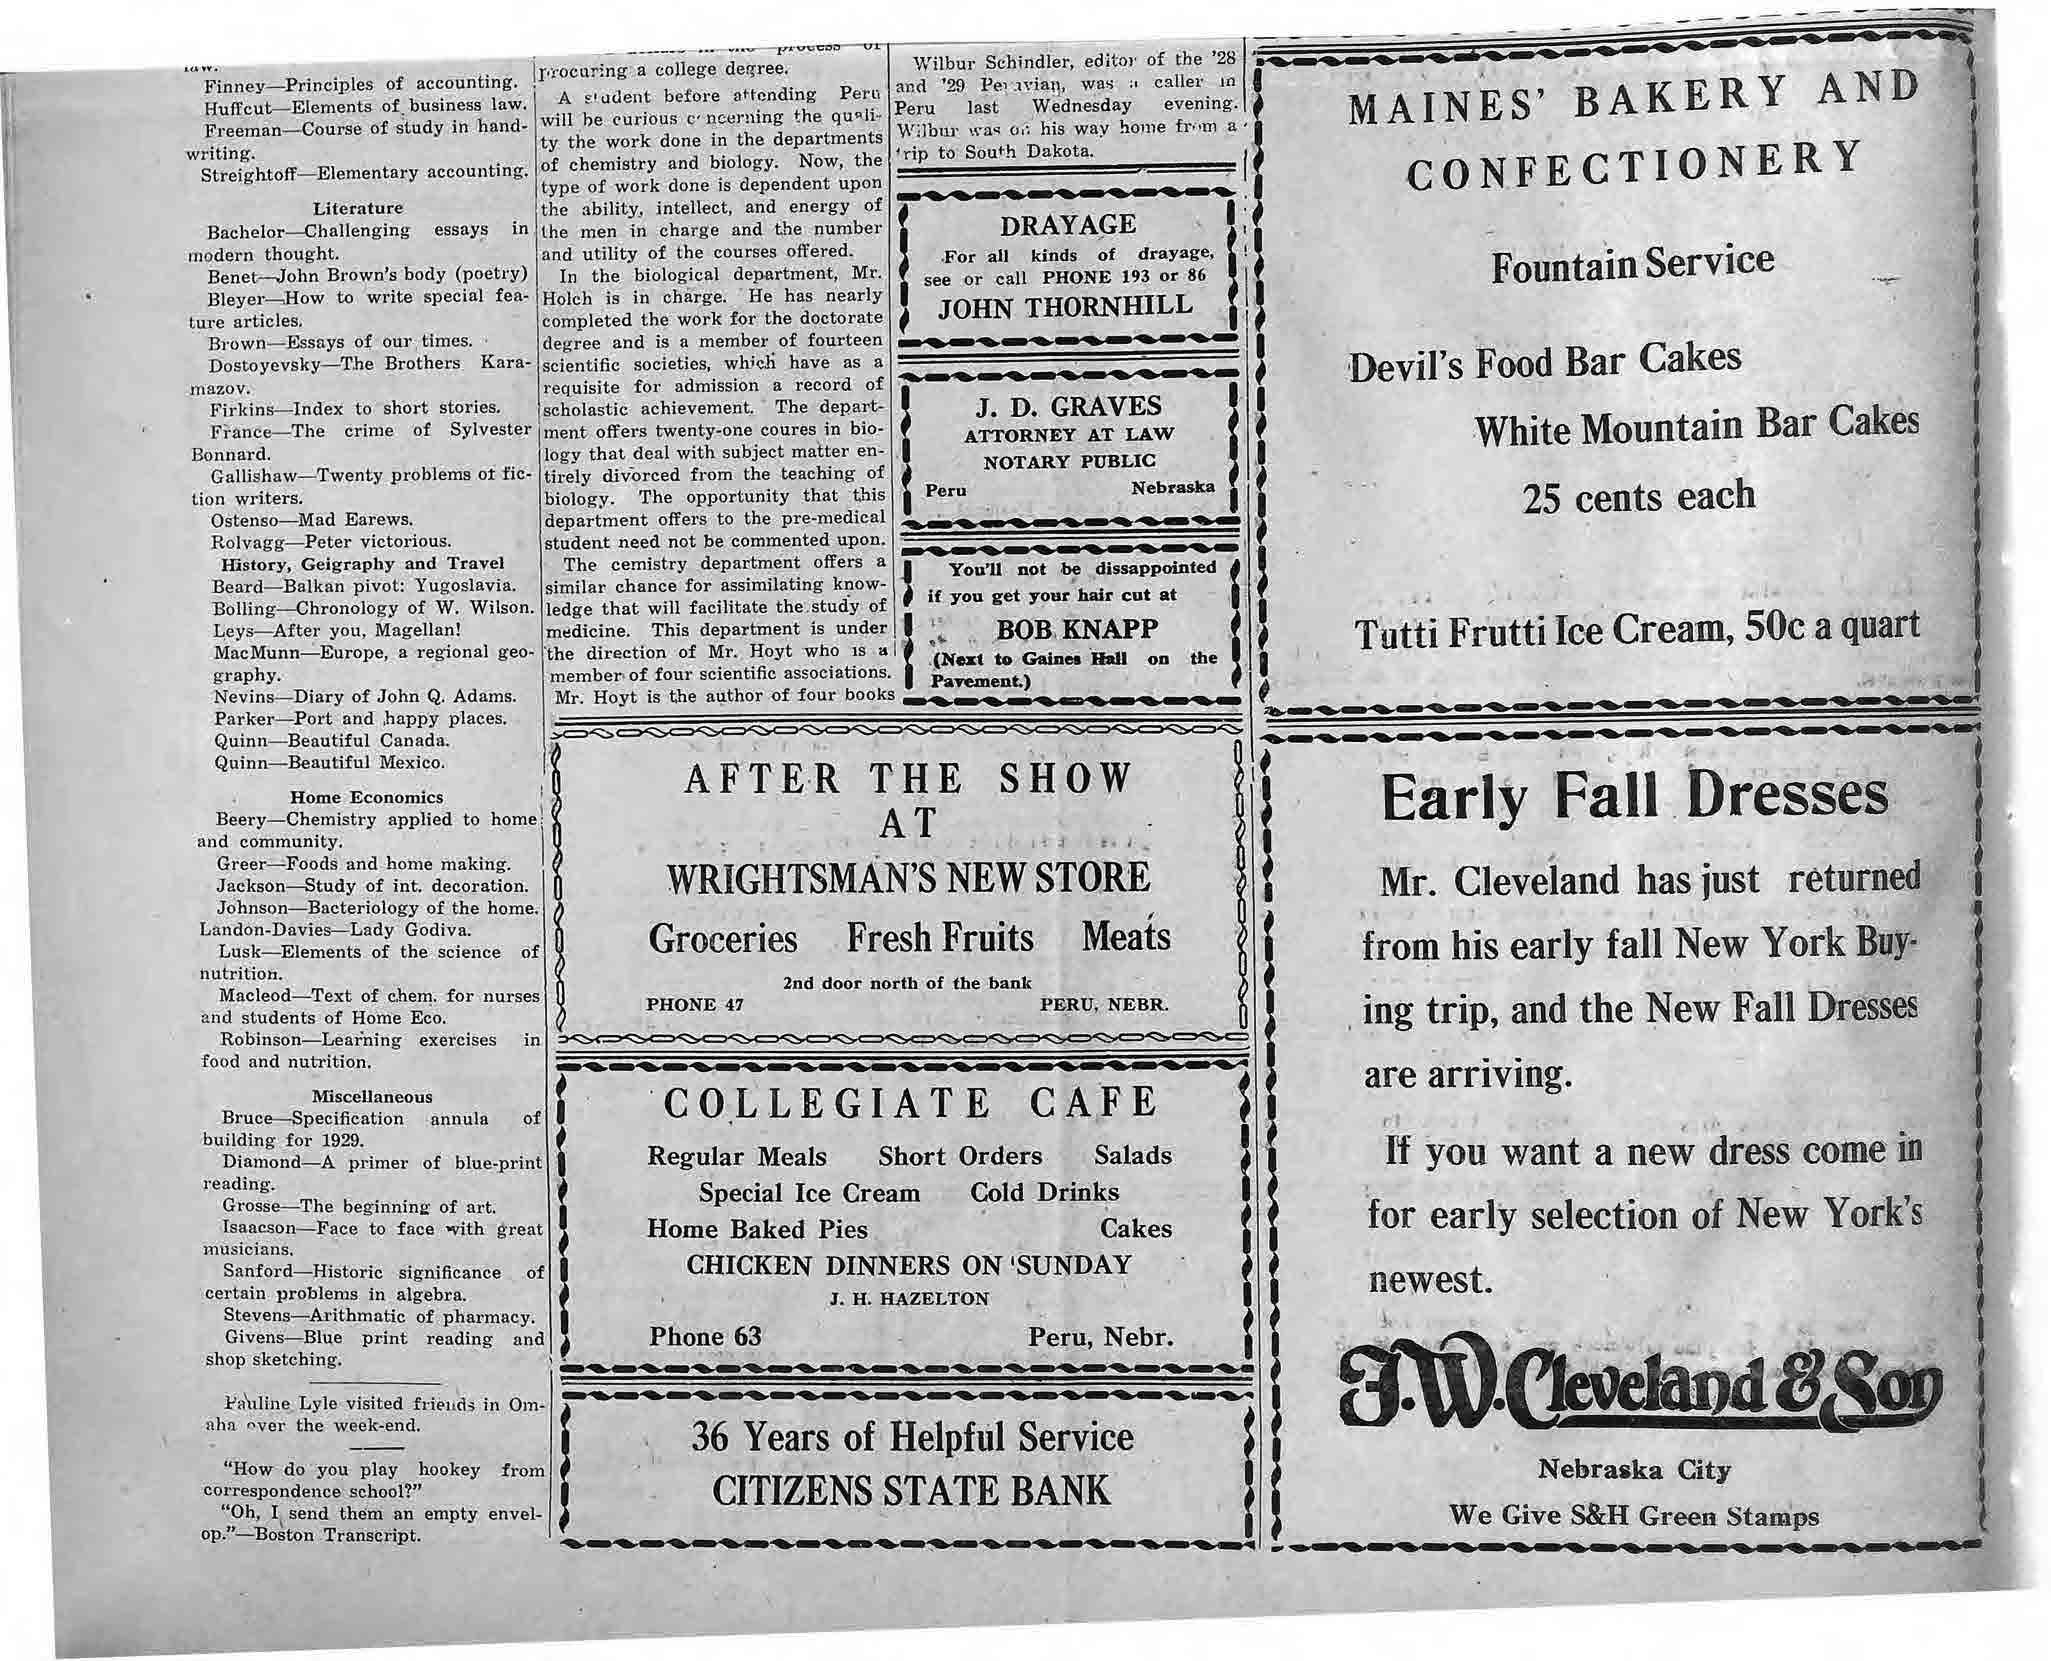 law.
Finney—Principles of accounting.
Huffcut—Elements of business law.
Freeman—Course of study in hand-
writing.
Streightoff—Elementary accounting.
Literature
Bachelor—Challenging essays in
modern thought.
Benet—John Brown's body (poetry)
Bleyer—How to write special fea-
ture articles.
Brown—Essays of our times.
Dostoyevsky—The Brothers Kara-
mazov.
Firkins—Index to short stories.
France—The crime of Sylvester
Bonnard.
Gallishaw—Twenty problems of fic-
tion writers.
Ostenso—Mad Earews.
Rolvagg—Peter victorious.
History, Geigraphy and Travel
Beard—Balkan pivot: Yugoslavia.
Bolling—Chronology of W. Wilson.
Leys—After you, Magellan!
MacMunn—Europe, a regional geo-
graphy.
Nevins—Diary of John Q. Adams.
Parker—Port and happy places.
Quinn—Beautiful Canada.
Quinn—Beautiful Mexico.
Home Economics
Beery—Chemistry applied to home
and community.
Greer—Foods and home making.
Jackson—Study of int. decoration.
Johnson—Bacteriology of the home.
Landon-Davies—Lady Godiva.
Lusk—Elements of the science of
nutrition.
Macleod—Text of chem. for nurses
and students of Home Eco.
Robinson—Learning exercises in
food and nutrition.
Miscellaneous
Bruce—Specification annula of
building for 1929.
Diamond—A primer of blue-print
reading.
Grosse—The beginning of art.
Isaacson—Face to face with great
musicians.
Sanford—Historic significance of
certain problems in algebra.
Stevens—Arithmatic of pharmacy.
Givens—Blue print reading and
shop sketching.
Pauline Lyle visited friends in Om-
aha over the week-end.
"How do you play hookey from
correspondence school?"
"Oh, I send them an empty envel-
op."—Boston Transcript.
process of
procuring a college degree.
A student before attending Peru
will be curious concerning the quali-
ty the work done in the departments
of chemistry and biology. Now, the
type of work done is dependent upon
the ability, intellect, and energy of
the men in charge and the number
and utility of the courses offered.
In the biological department, Mr.
Holch is in charge. He has nearly
completed the work for the doctorate
degree and is a member of fourteen
scientific societies, which have as a
requisite for admission a record of
scholastic achievement. The depart-
ment offers twenty-one coures in bio-
logy that deal with subject matter en-
tirely divorced from the teaching of
biology. The opportunity that this
department offers to the pre-medical
student need not be commented upon.
The cemistry department offers a
similar chance for assimilating know-
ledge that will facilitate the study of
medicine. This department is under
the direction of Mr. Hoyt who is a
member of four scientific associations.
Mr. Hoyt is the author of four books
Wilbur Schindler, editor of the '28
and '29 Peruvian, was a caller in
Peru last Wednesday evening.
Wilbur was on his way home from a
trip to South Dakota.
DRAYAGE
For all kinds of drayage,
see or call PHONE 193 or 86
JOHN THORNHILL
J. D. GRAVES
ATTORNEY AT LAW
NOTARY PUBLIC
Peru Nebraska
You'll not be dissappointed
if you get your hair cut at
BOB KNAPP
(Next to Gaines Hall on the
Pavement.)
AFTER THE SHOW
AT
WRIGHTSMAN'S NEW STORE
Groceries Fresh Fruits Meats
2nd door north of the bank
PHONE 47 PERU, NEBR.
COLLEGIATE CAFE
Regular Meals Short Orders Salads
Special Ice Cream Cold Drinks
Home Baked Pies Cakes
CHICKEN DINNERS ON SUNDAY
J. H. HAZELTON
Phone 63 Peru, Nebr.
36 Years of Helpful Service
CITIZENS STATE BANK
MAINES' BAKERY AND
CONFECTIONERY
Fountain Service
Devil's Food Bar Cakes
White Mountain Bar Cakes
25 cents each
Tutti Frutti Ice Cream, 50c a quart
Early Fall Dresses
Mr. Cleveland has just returned
from his early fall New York Buy-
ing trip, and the New Fall Dresses
are arriving.
If you want a new dress come in
for early selection of New York's
newest.
F. W. Cleveland & Son
Nebraska City
We Give S&H Green Stamps